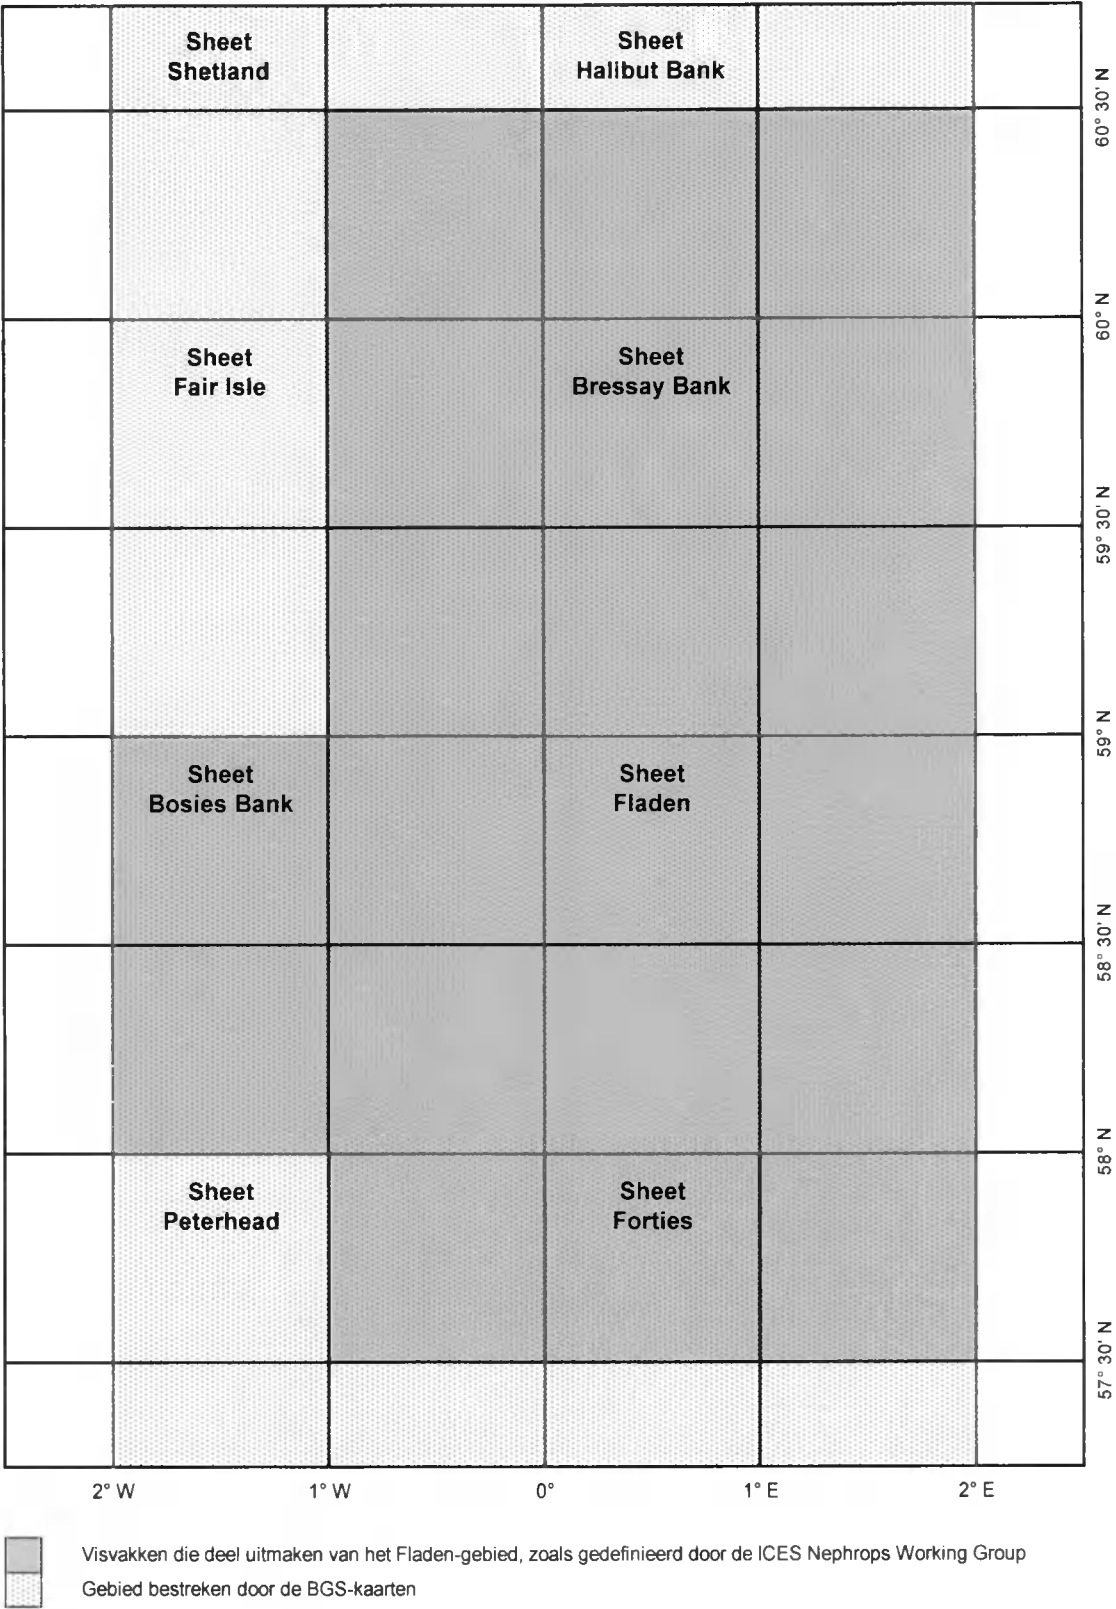 Sheet
Shetland
Sheet
Halibut Bank
60° 30' N
60° N
Sheet
Fair Isle
Sheet
Bressay Bank
59° 30' N
59° N
Sheet
Bosies Bank
Sheet
Fladen
58° 30' N
58° N
Sheet
Peterhead
Sheet
Forties
57° 30' N
2° W 1° W 0° 1° E 2° E
Visvakken die deel uitmaken van het Fladen-gebied, zoals gedefinieerd door de ICES Nephrops Working Group
Gebied bestreken door de BGS-kaarten